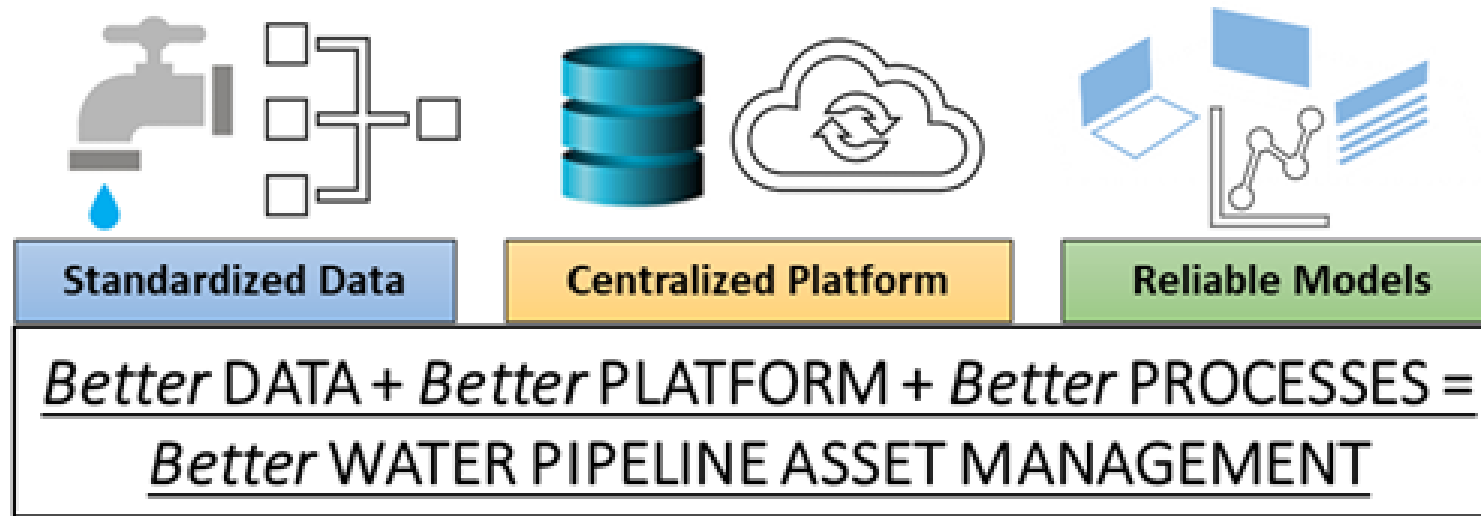 Standardized Data
Centralized Platform
Reliable Models
Better DATA + Better PLATFORM + Better PROCESSES =
Better WATER PIPELINE ASSET MANAGEMENT